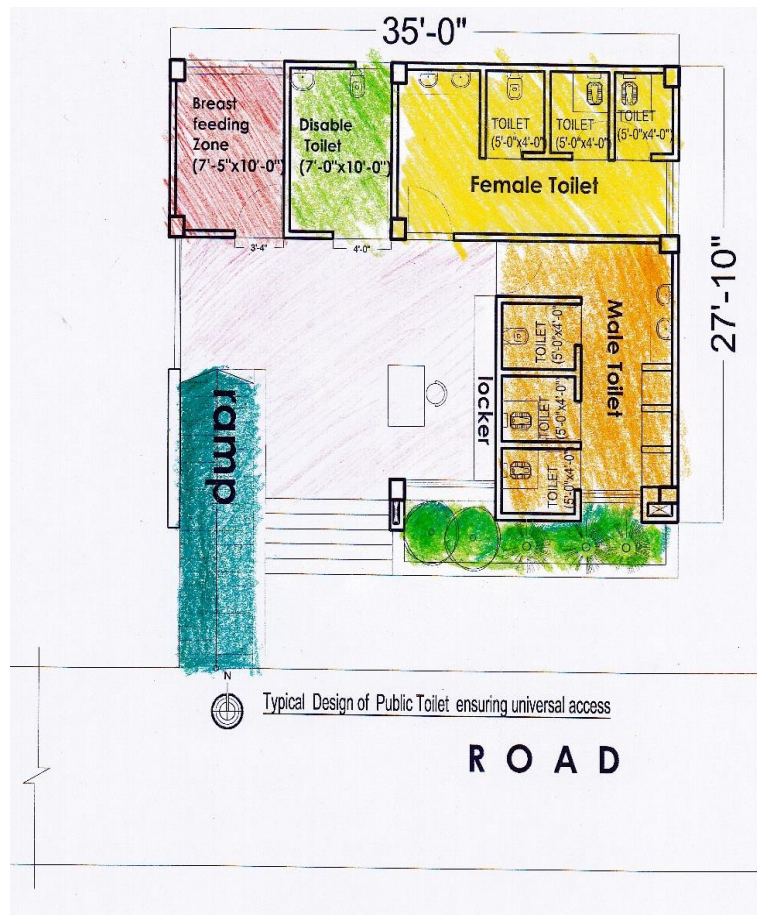 35'-0"
Breast
feeding
Zone
(7'-5"x10'-0")
Disable
Toilet
(7'-0"x10'-0")
TOILET
(5'-0"x4'-0")
TOILET
(5'-0"x4'-0")
TOILET
(5'-0"x4'-0")
Female Toilet
3'-4"
4'-0"
27'-10"
Male Toilet
TOILET
(5'-0"x4'-0")
TOILET
(5'-0"x4'-0")
TOILET
(5'-0"x4'-0")
locker
ramp
N
Typical Design of Public Toilet ensuring universal access
ROAD